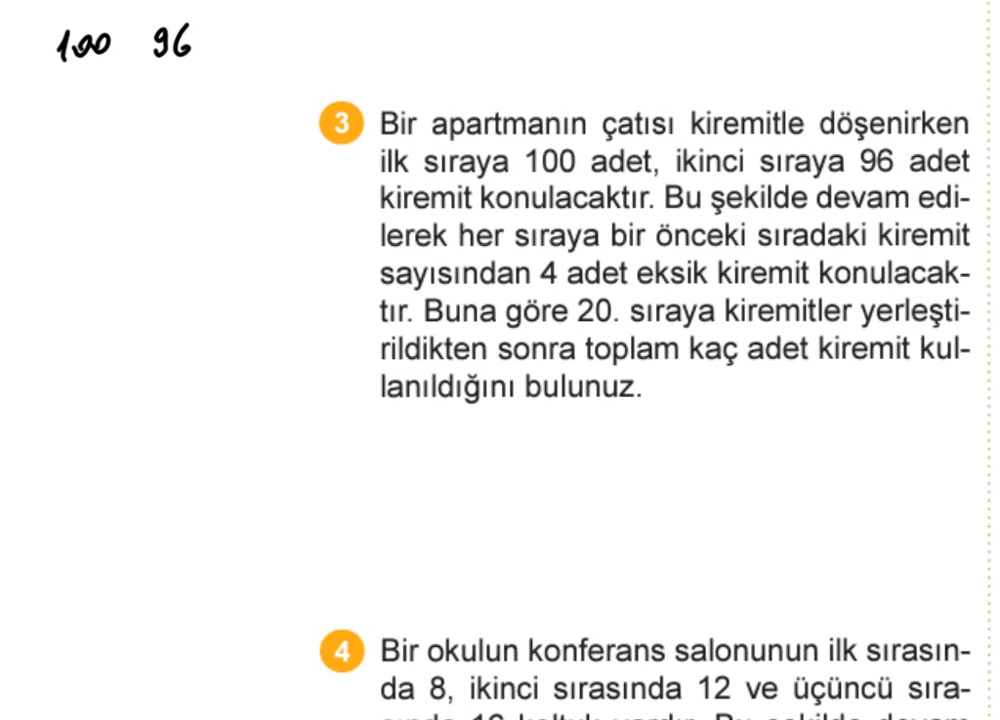 100 96
3 Bir apartmanın çatısı kiremitle döşenirken
ilk sıraya 100 adet, ikinci sıraya 96 adet
kiremit konulacaktır. Bu şekilde devam edi-
lerek her sıraya bir önceki sıradaki kiremit
sayısından 4 adet eksik kiremit konulacak-
tır. Buna göre 20. sıraya kiremitler yerleşti-
rildikten sonra toplam kaç adet kiremit kul-
lanıldığını bulunuz.
4 Bir okulun konferans salonunun ilk sırasın-
da 8, ikinci sırasında 12 ve üçüncü sıra-